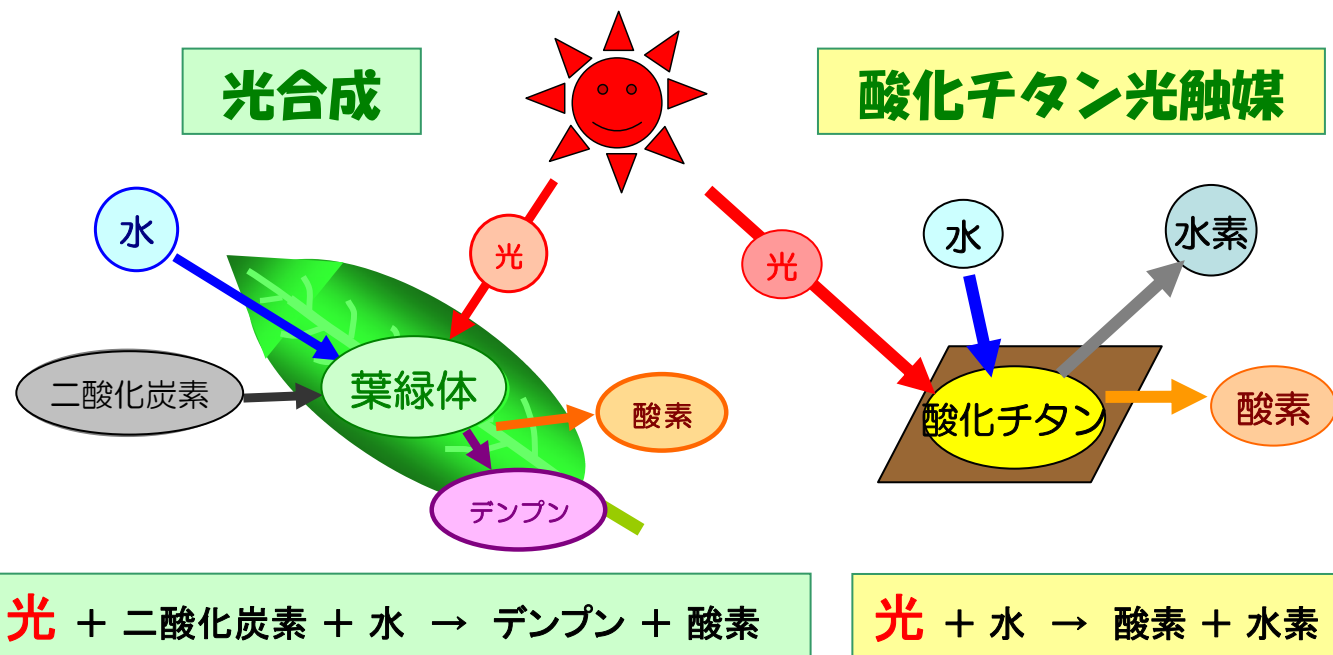 光合成
酸化チタン光触媒
水
光
二酸化炭素
葉緑体
酸素
デンプン
光
水
水素
酸化チタン
酸素
光 + 二酸化炭素 + 水 → デンプン + 酸素
光 + 水 → 酸素 + 水素